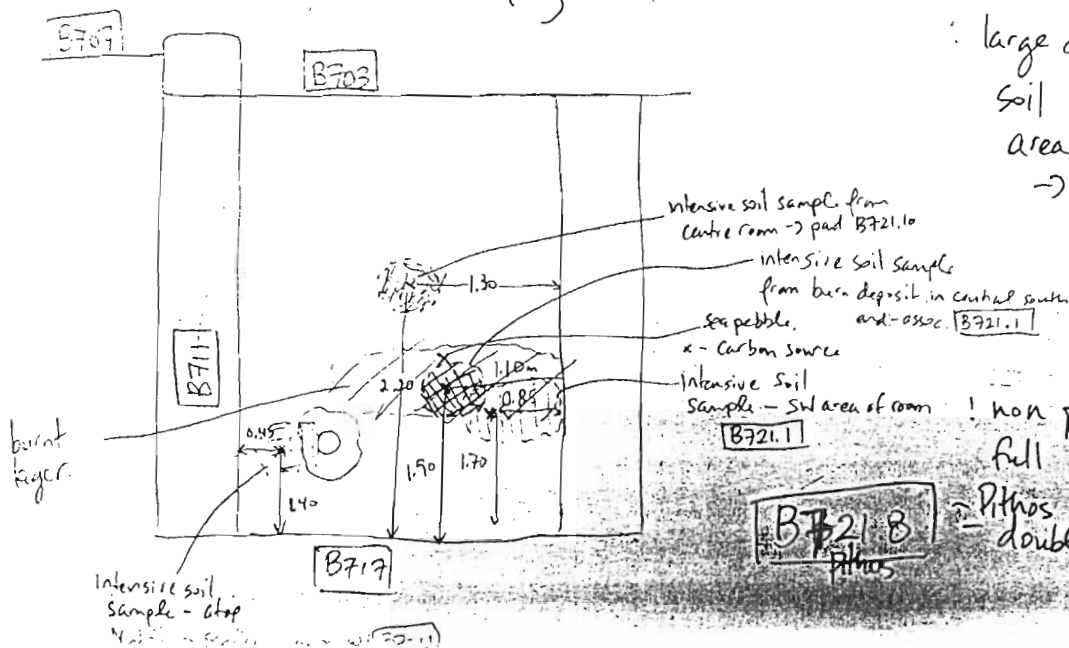 B707
B703
: large
soil
area
->
intensive soil sample from
centre room -> pail B721.10
intensive soil sample
from burn deposit in central south
and assoc. B721.1
sea pebble.
x - Carbon source
intensive soil
sample - SW area of room
B721.1
1.30
B711
2.20
1.10m
0.85
burnt
layer.
0.45
1.90
1.70
1.40
! non
full
B721.8
pithos
= Pithos
double
B717
Intensive soil
sample - atop